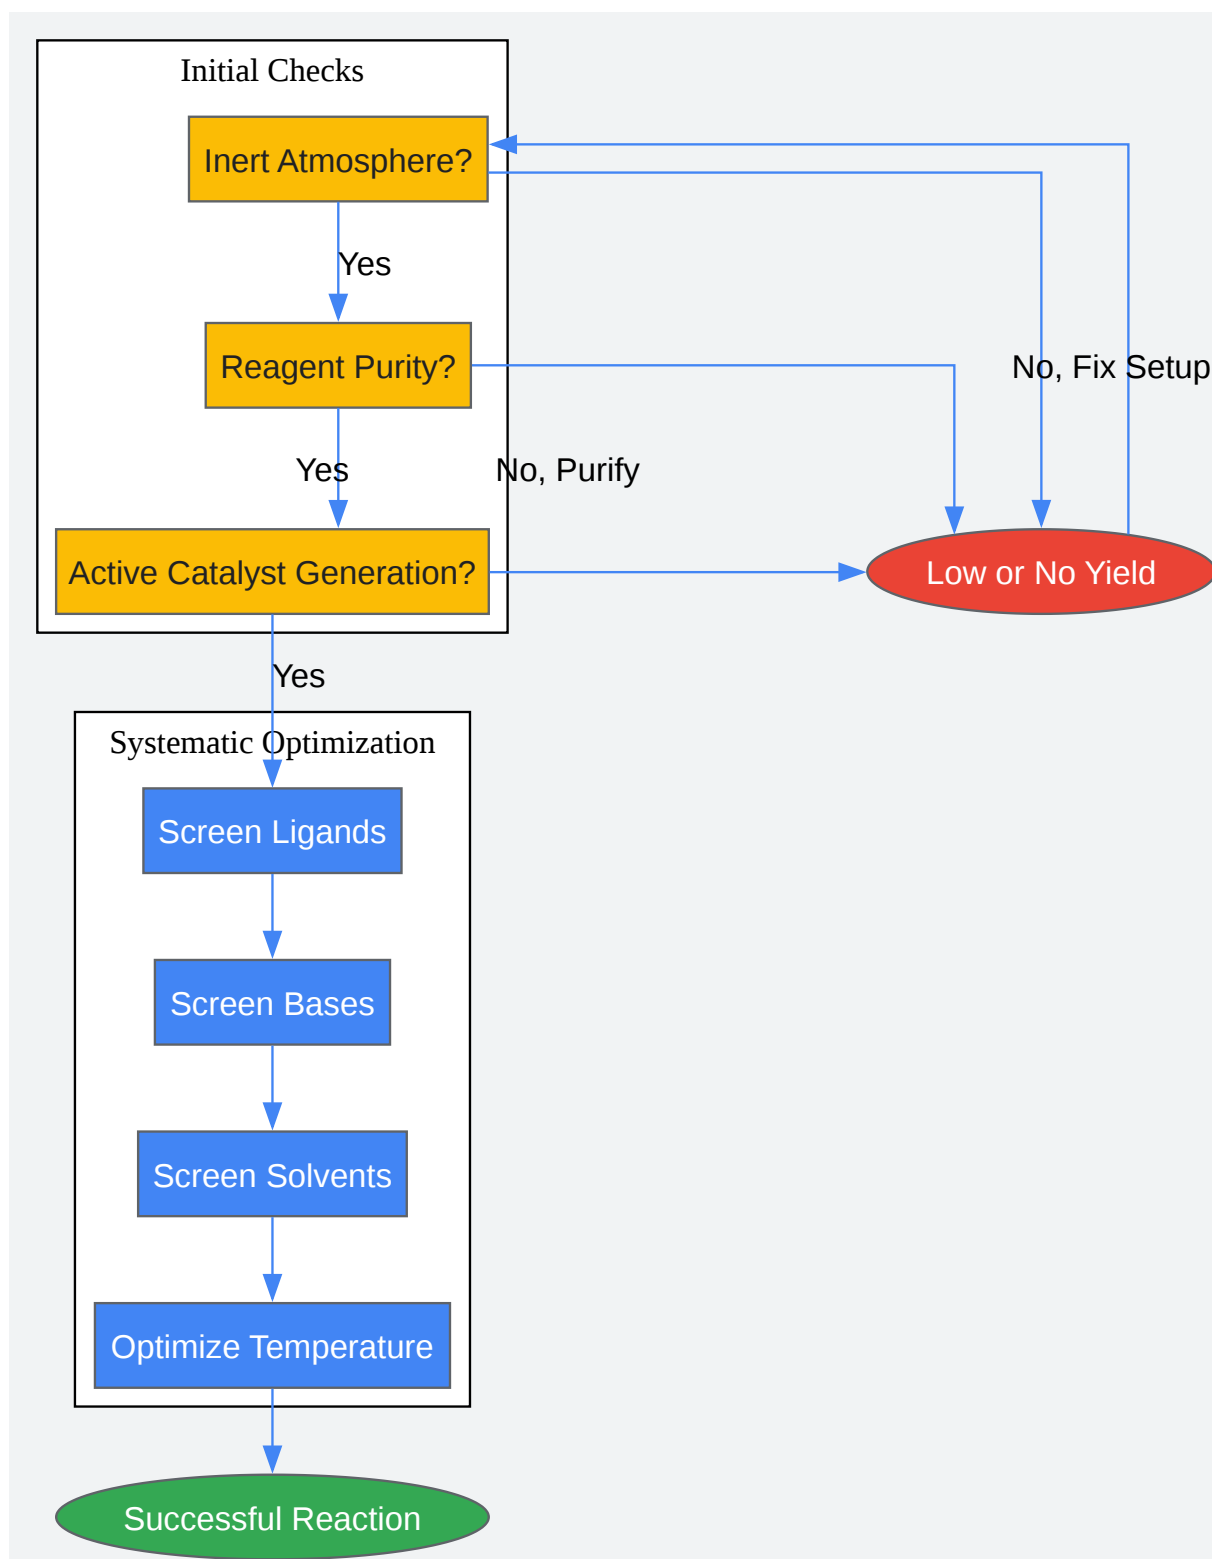 Initial Checks
Inert Atmosphere?
Yes
Reagent Purity?
No, Fix Setup
Yes
No, Purify
Active Catalyst Generation?
Low or No Yield
Yes
Systematic Optimization
Screen Ligands
Screen Bases
Screen Solvents
Optimize Temperature
Successful Reaction